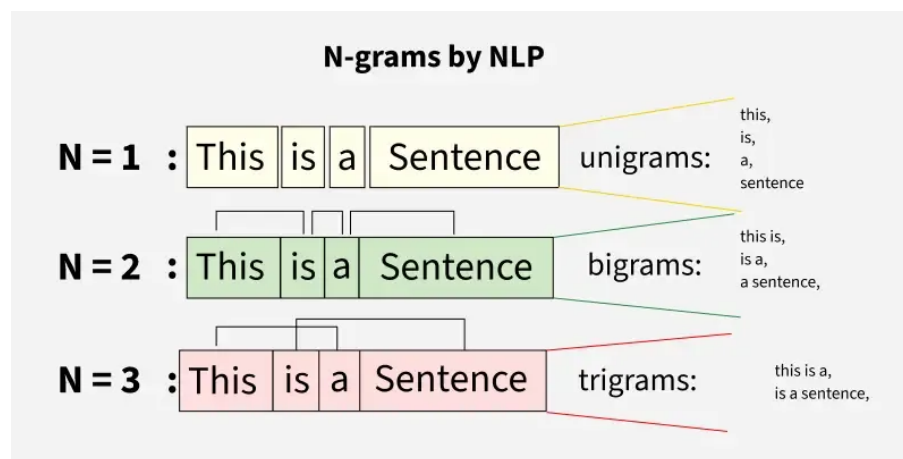 N-grams by NLP
N = 1 : This is a Sentence unigrams:
this,
is,
a,
sentence
N = 2 : This is a Sentence bigrams:
this is,
is a,
a sentence,
N = 3 : This is a Sentence trigrams:
this is a,
is a sentence,